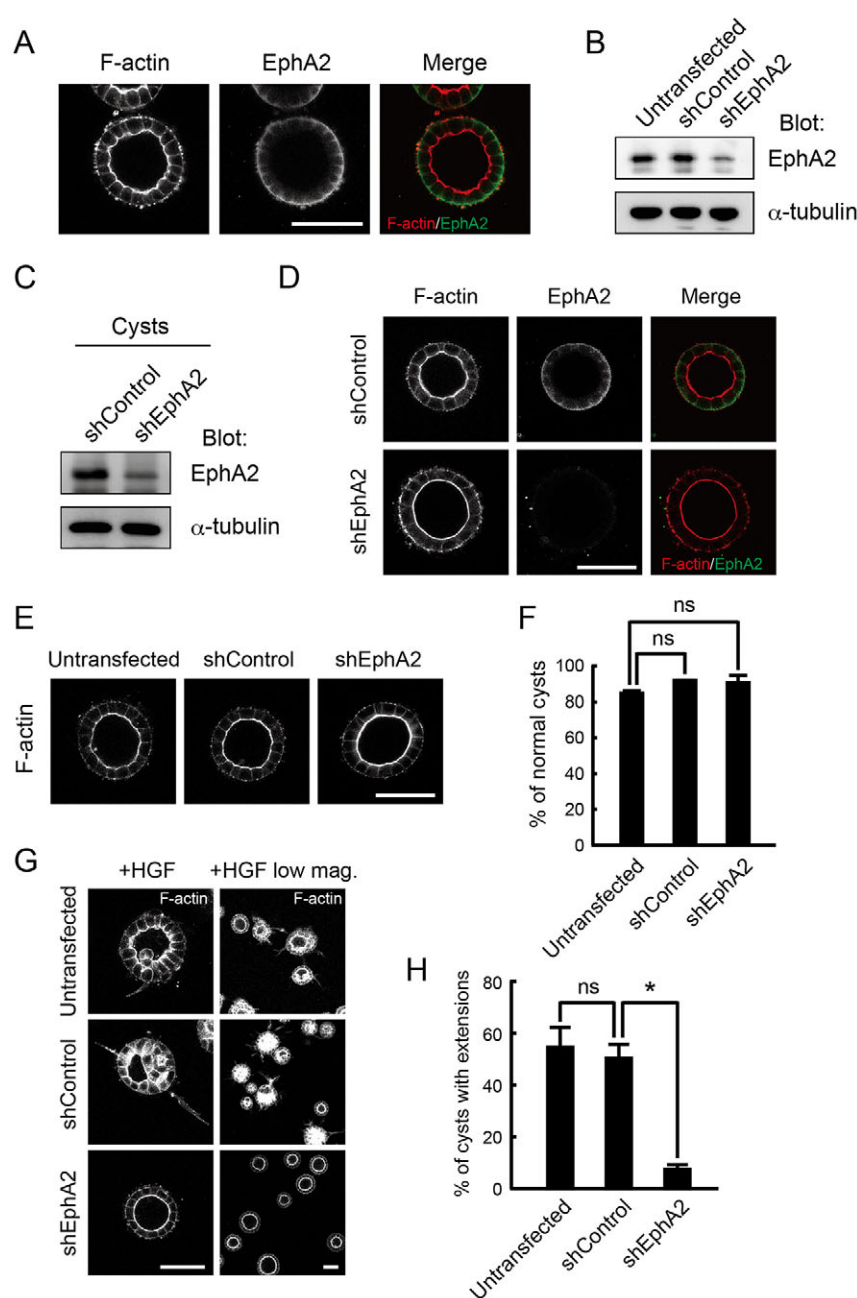 A
F-actin EphA2 Merge
F-actin/EphA2
B
Untransfected
shControl
shEphA2
Blot:
EphA2
α-tubulin
C
Cysts
shControl
shEphA2
Blot:
EphA2
α-tubulin
D
F-actin EphA2 Merge
shControl
shEphA2
F-actin/EphA2
E
Untransfected shControl shEphA2
F-actin
F
ns
ns
% of normal cysts
100
80
60
40
20
0
Untransfected
shControl
shEphA2
G
+HGF +HGF low mag.
F-actin F-actin
Untransfected
shControl
shEphA2
H
ns *
% of cysts with extensions
80
60
40
20
0
Untransfected
shControl
shEphA2